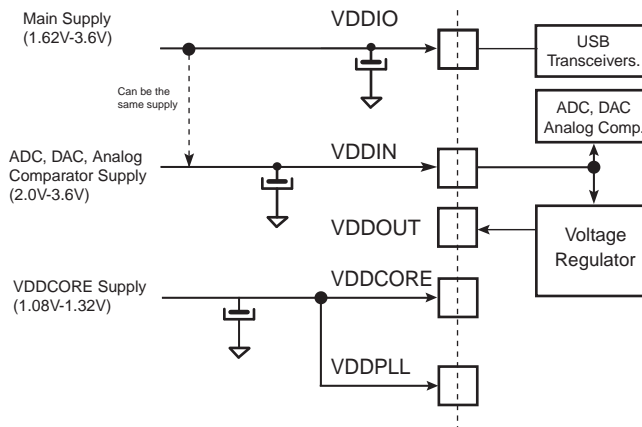 Main Supply
(1.62V-3.6V)
VDDIO
USB
Transceivers.
Can be the
same supply
ADC, DAC
Analog Comp.
ADC, DAC, Analog
Comparator Supply
(2.0V-3.6V)
VDDIN
VDDOUT
Voltage
Regulator
VDDCORE Supply
(1.08V-1.32V)
VDDCORE
VDDPLL